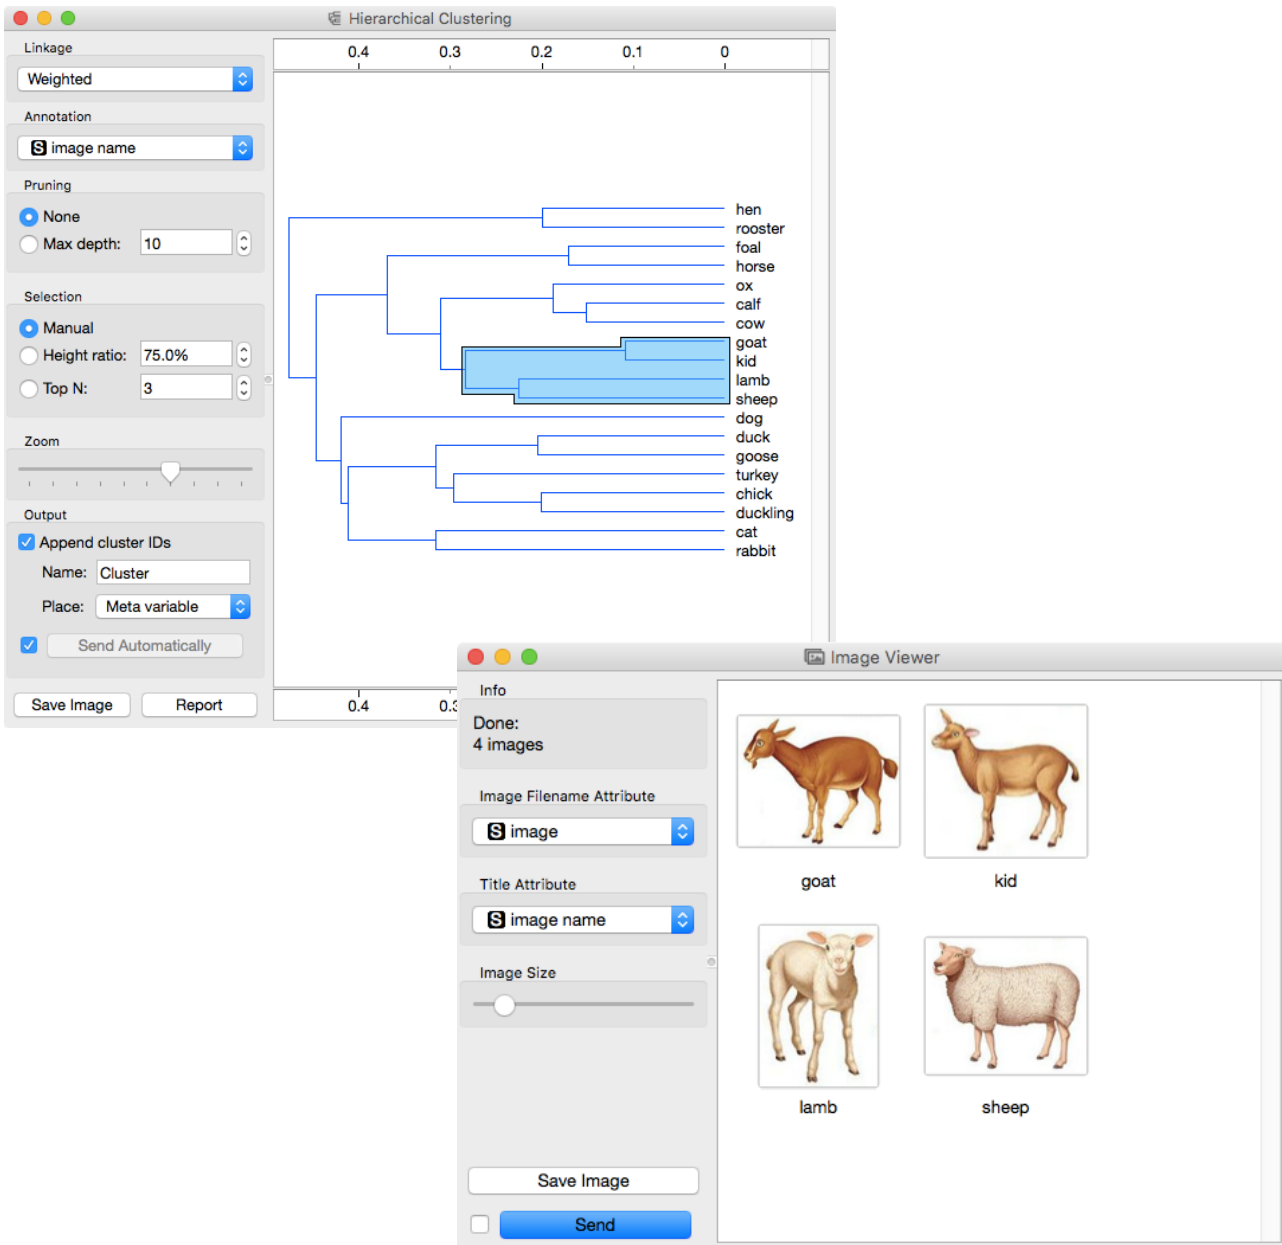 Hierarchical Clustering
Linkage
Weighted
Annotation
S image name
Pruning
None
Max depth: 10
Selection
Manual
Height ratio: 75.0%
Top N: 3
Zoom
Output
Append cluster IDs
Name: Cluster
Place: Meta variable
Send Automatically
Save Image Report
0.4 0.3 0.2 0.1 0
hen
rooster
foal
horse
ox
calf
cow
goat
kid
lamb
sheep
dog
duck
goose
turkey
chick
duckling
cat
rabbit
0.4
Image Viewer
Info
Done:
4 images
Image Filename Attribute
S image
Title Attribute
S image name
Image Size
Save Image
Send
goat kid
lamb sheep